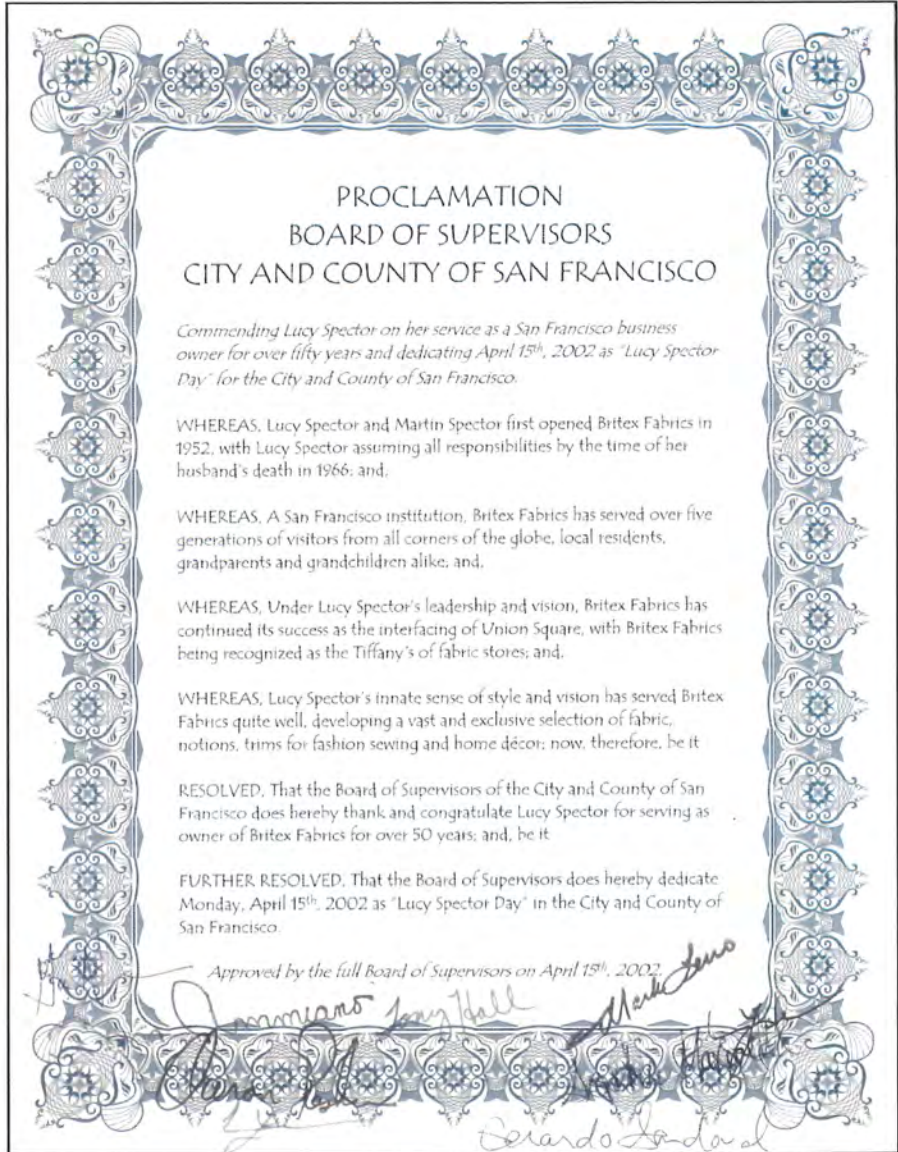 PROCLAMATION
BOARD OF SUPERVISORS
CITY AND COUNTY OF SAN FRANCISCO
Commending Lucy Spector on her service as a San Francisco business
owner for over fifty years and dedicating April 15th, 2002 as "Lucy Spector
Day" for the City and County of San Francisco.
WHEREAS, Lucy Spector and Martin Spector first opened Britex Fabrics in
1952, with Lucy Spector assuming all responsibilities by the time of her
husband's death in 1966; and,
WHEREAS, A San Francisco institution, Britex Fabrics has served over five
generations of visitors from all corners of the globe, local residents,
grandparents and grandchildren alike, and,
WHEREAS, Under Lucy Spector's leadership and vision, Britex Fabrics has
continued its success as the interfacing of Union Square, with Britex Fabrics
being recognized as the Tiffany's of fabric stores; and,
WHEREAS, Lucy Spector's innate sense of style and vision has served Britex
Fabrics quite well, developing a vast and exclusive selection of fabric,
notions, trims for fashion sewing and home décor; now, therefore, be it
RESOLVED, That the Board of Supervisors of the City and County of San
Francisco does hereby thank and congratulate Lucy Spector for serving as
owner of Britex Fabrics for over 50 years; and, be it
FURTHER RESOLVED, That the Board of Supervisors does hereby dedicate
Monday, April 15th, 2002 as "Lucy Spector Day" in the City and County of
San Francisco.
Approved by the full Board of Supervisors on April 15th, 2002.
Mark Leno
Ammiano Tony Hall
Aaron Peskin
Gerardo Sandoval